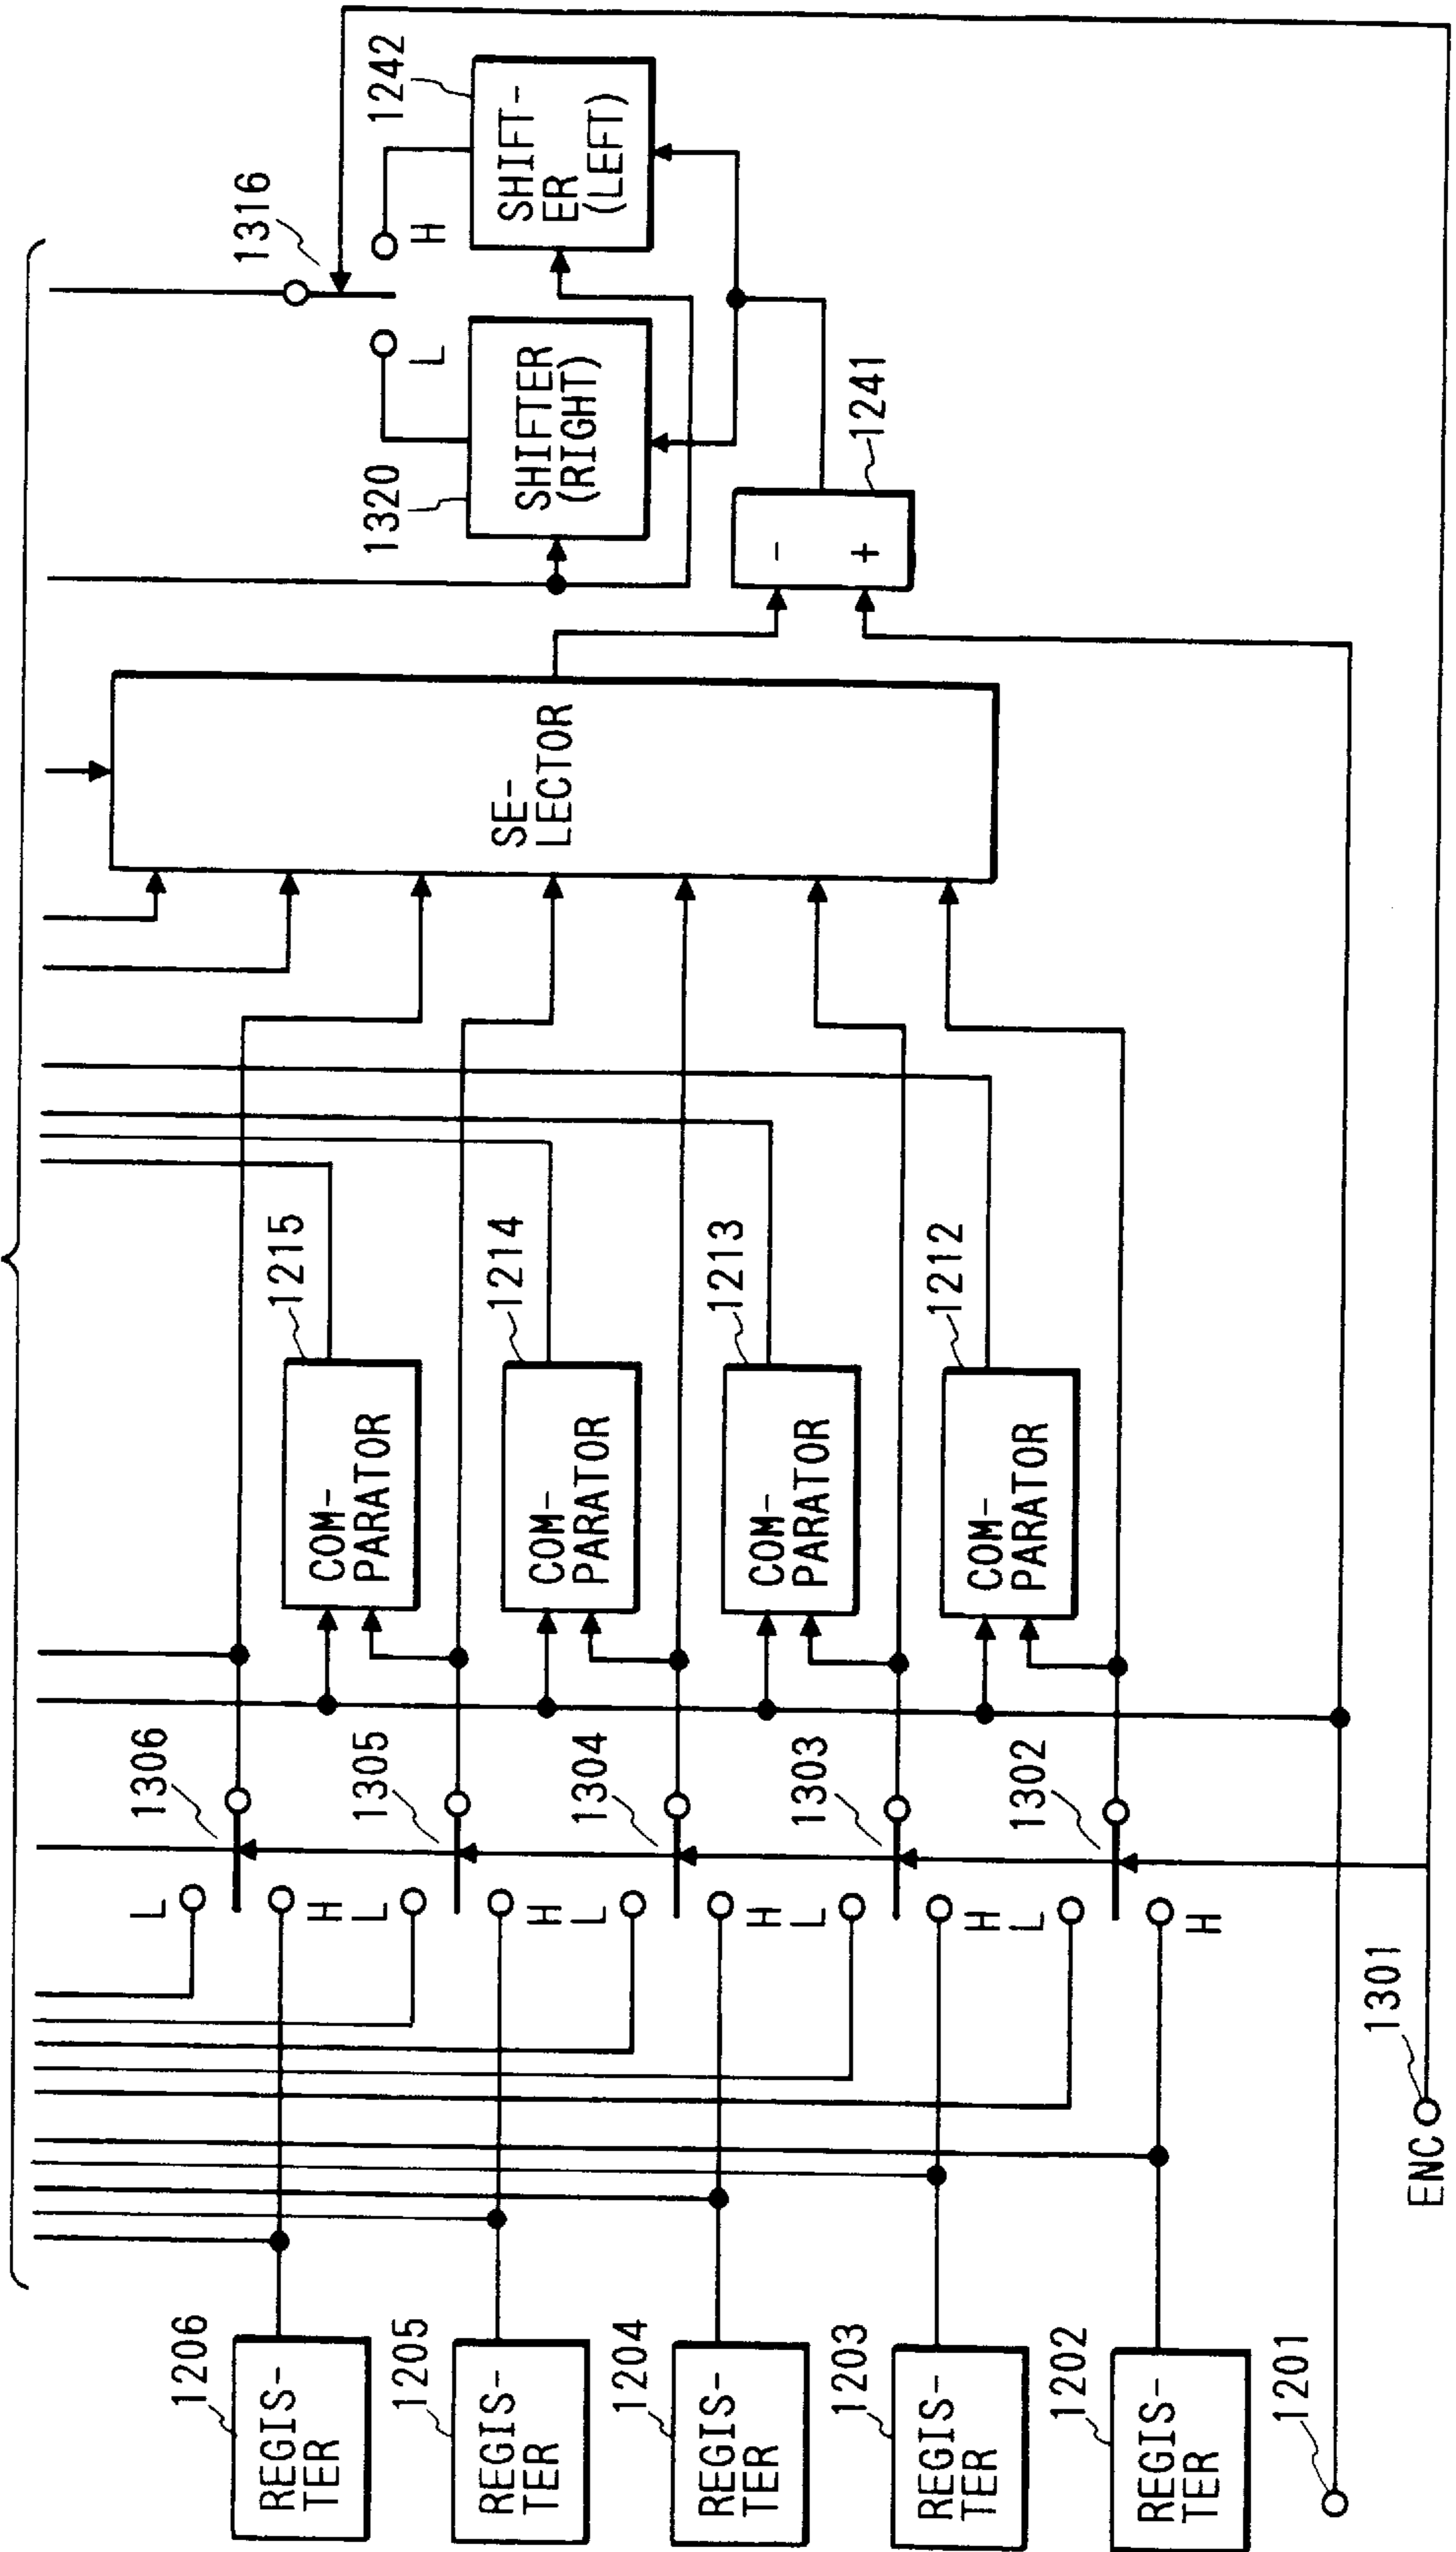 1206
REGIS-
TER
1205
REGIS-
TER
1204
REGIS-
TER
1203
REGIS-
TER
1202
REGIS-
TER
1201
ENC
1301
L
1306
H
L
1305
H
L
1304
H
L
1303
H
L
1302
H
1215
COM-
PARATOR
1214
COM-
PARATOR
1213
COM-
PARATOR
1212
COM-
PARATOR
SE-
LECTOR
-
+
1241
1320
SHIFTER
(RIGHT)
1316
L
H
1242
SHIFT-
ER
(LEFT)